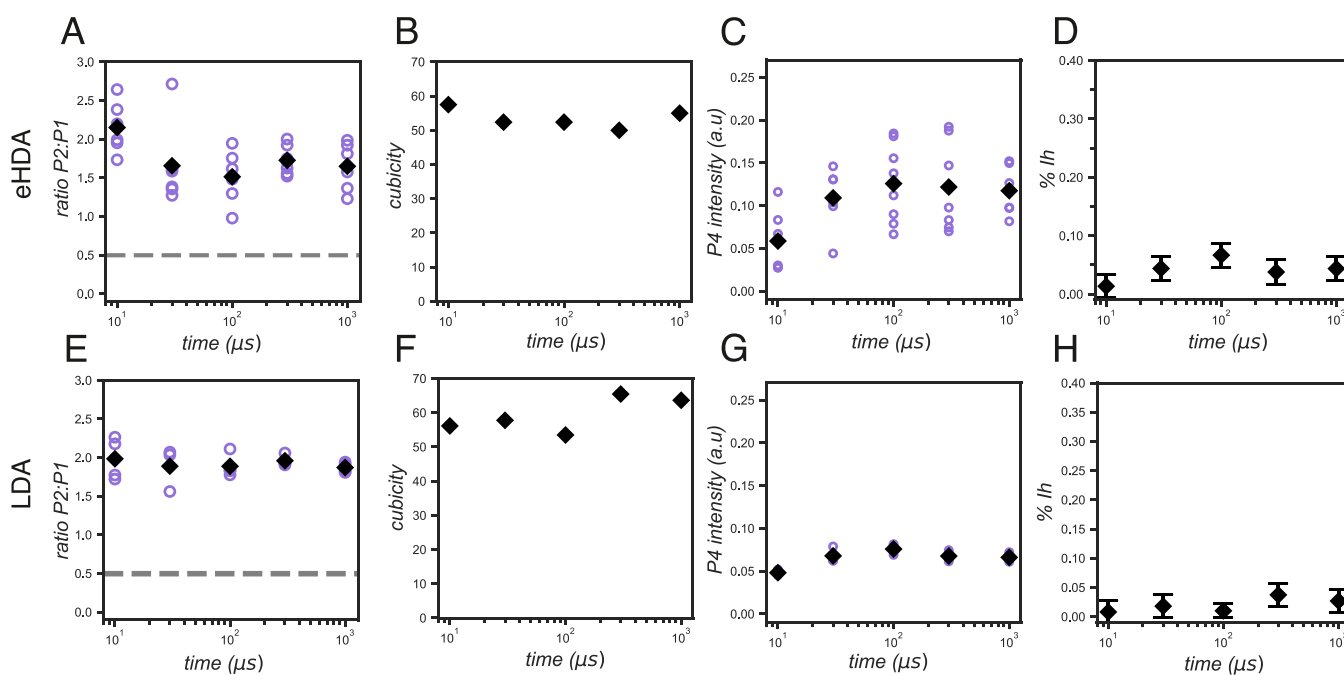 A
B
C
D
eHDA
ratio P2:P1
3.0
2.5
2.0
1.5
1.0
0.5
0.0
10¹
10²
10³
time (μs)
cubicity
70
60
50
40
30
20
10
0
10¹
10²
10³
time (μs)
P4 intensity (a.u)
0.25
0.20
0.15
0.10
0.05
0.00
10¹
10²
10³
time (μs)
% Ih
0.40
0.30
0.20
0.10
0.00
10¹
10²
10³
time (μs)
E
F
G
H
LDA
ratio P2:P1
3.0
2.5
2.0
1.5
1.0
0.5
0.0
10¹
10²
10³
time (μs)
cubicity
70
60
50
40
30
20
10
0
10¹
10²
10³
time (μs)
P4 intensity (a.u)
0.25
0.20
0.15
0.10
0.05
0.00
10¹
10²
10³
time (μs)
% Ih
0.40
0.30
0.20
0.10
0.05
0.00
10¹
10²
10³
time (μs)